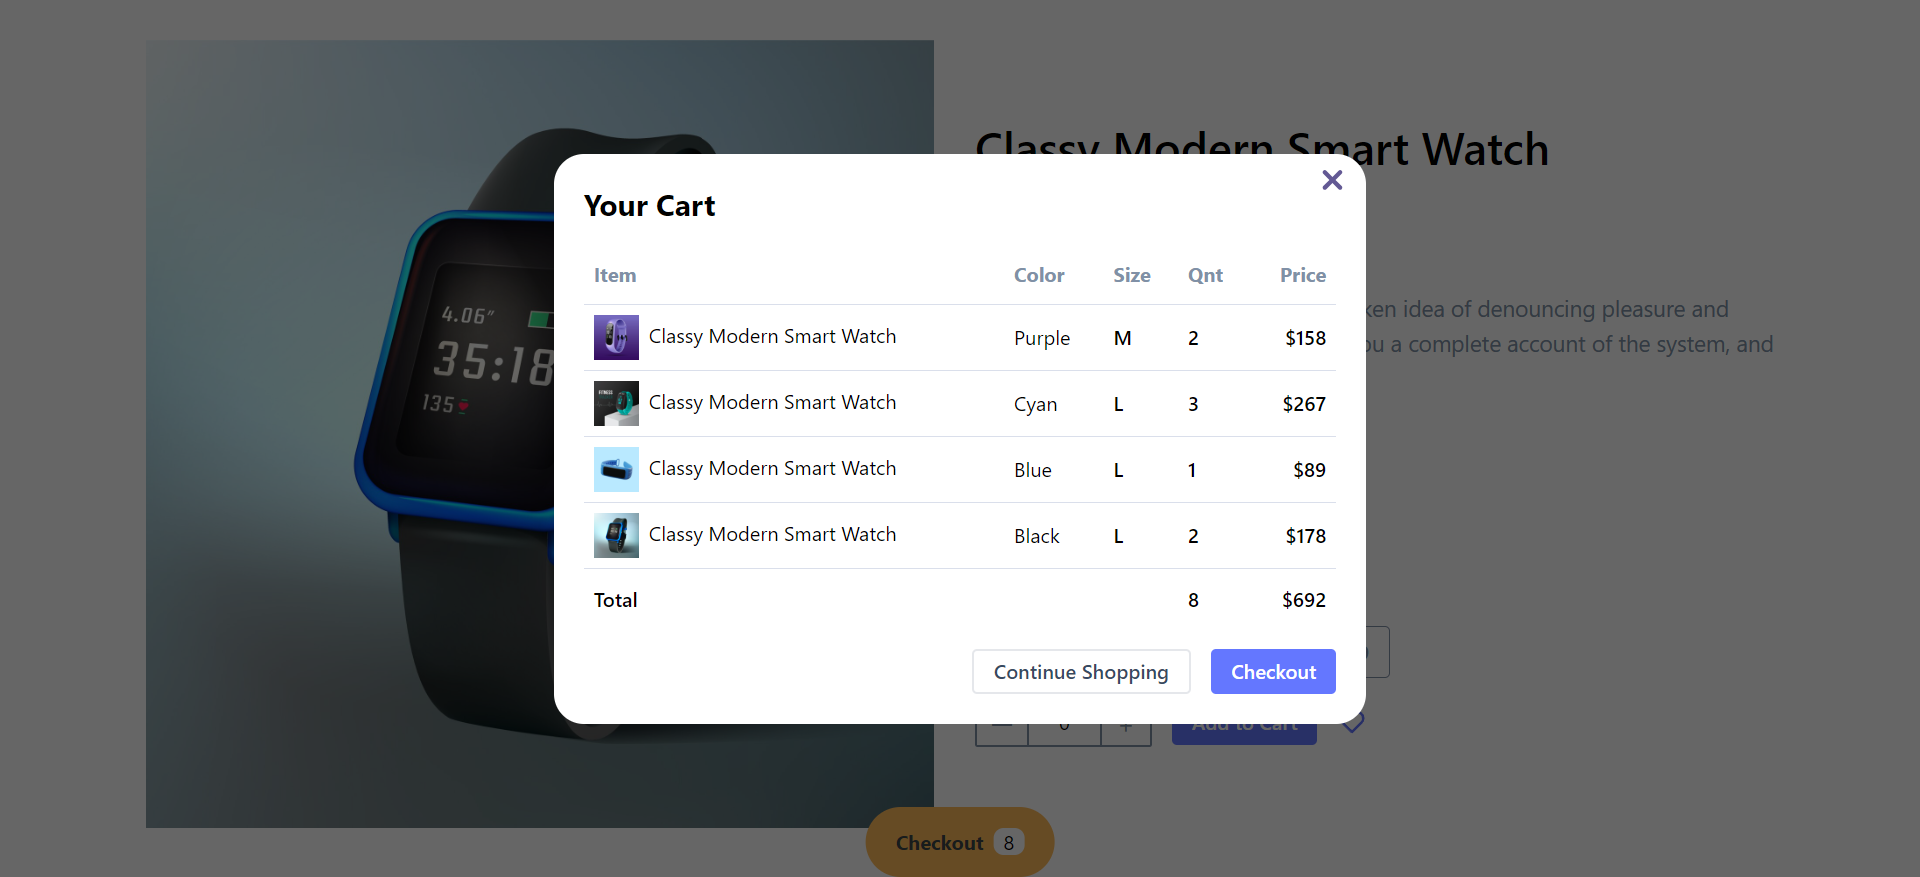 Classy Modern Smart Watch
Your Cart
Item Color Size Qnt Price
Classy Modern Smart Watch Purple M 2 $158
FITNESS
Classy Modern Smart Watch Cyan L 3 $267
Classy Modern Smart Watch Blue L 1 $89
Classy Modern Smart Watch Black L 2 $178
Total 8 $692
Continue Shopping Checkout
4.06"
35:18
135
idea of denouncing pleasure and
a complete account of the system, and
0 Add to Cart
Checkout 8